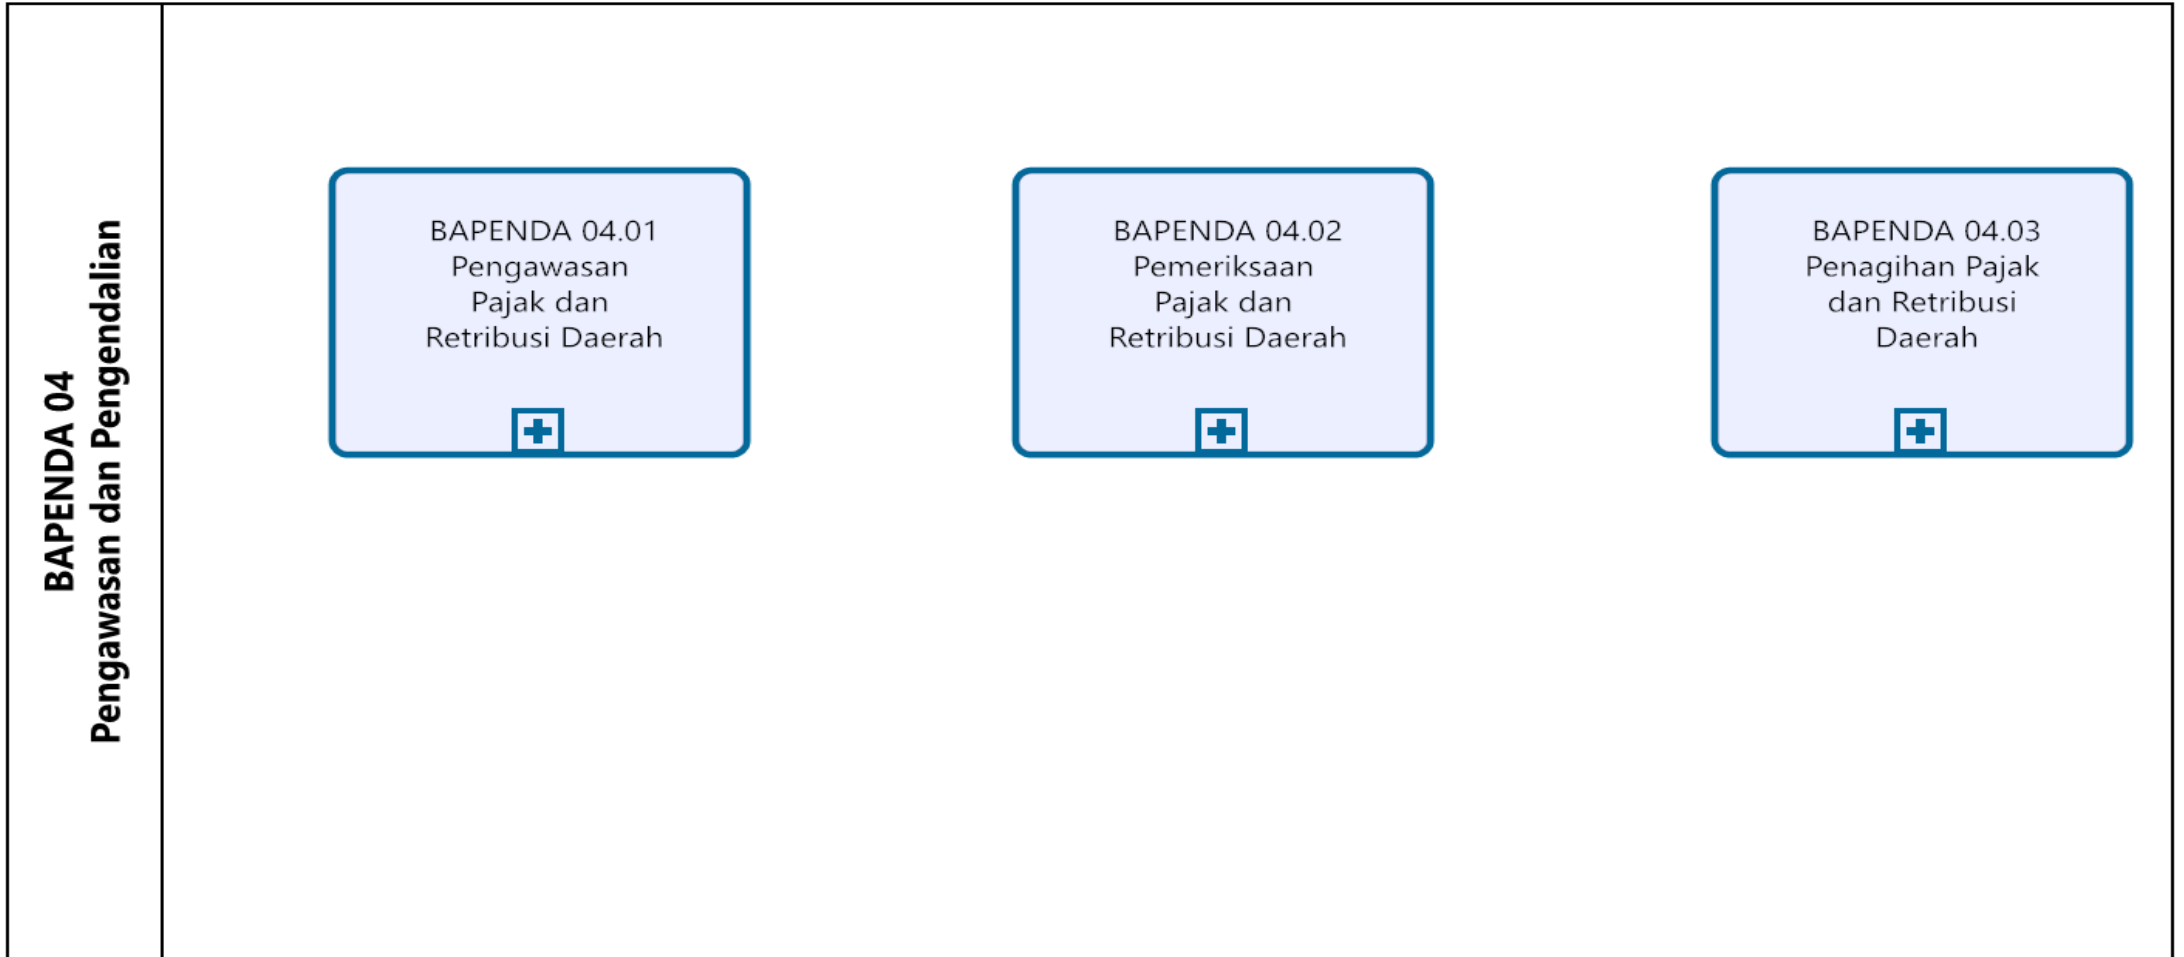 BAPENDA 04
Pengawasan dan Pengendalian
BAPENDA 04.01
Pengawasan
Pajak dan
Retribusi Daerah
BAPENDA 04.02
Pemeriksaan
Pajak dan
Retribusi Daerah
BAPENDA 04.03
Penagihan Pajak
dan Retribusi
Daerah